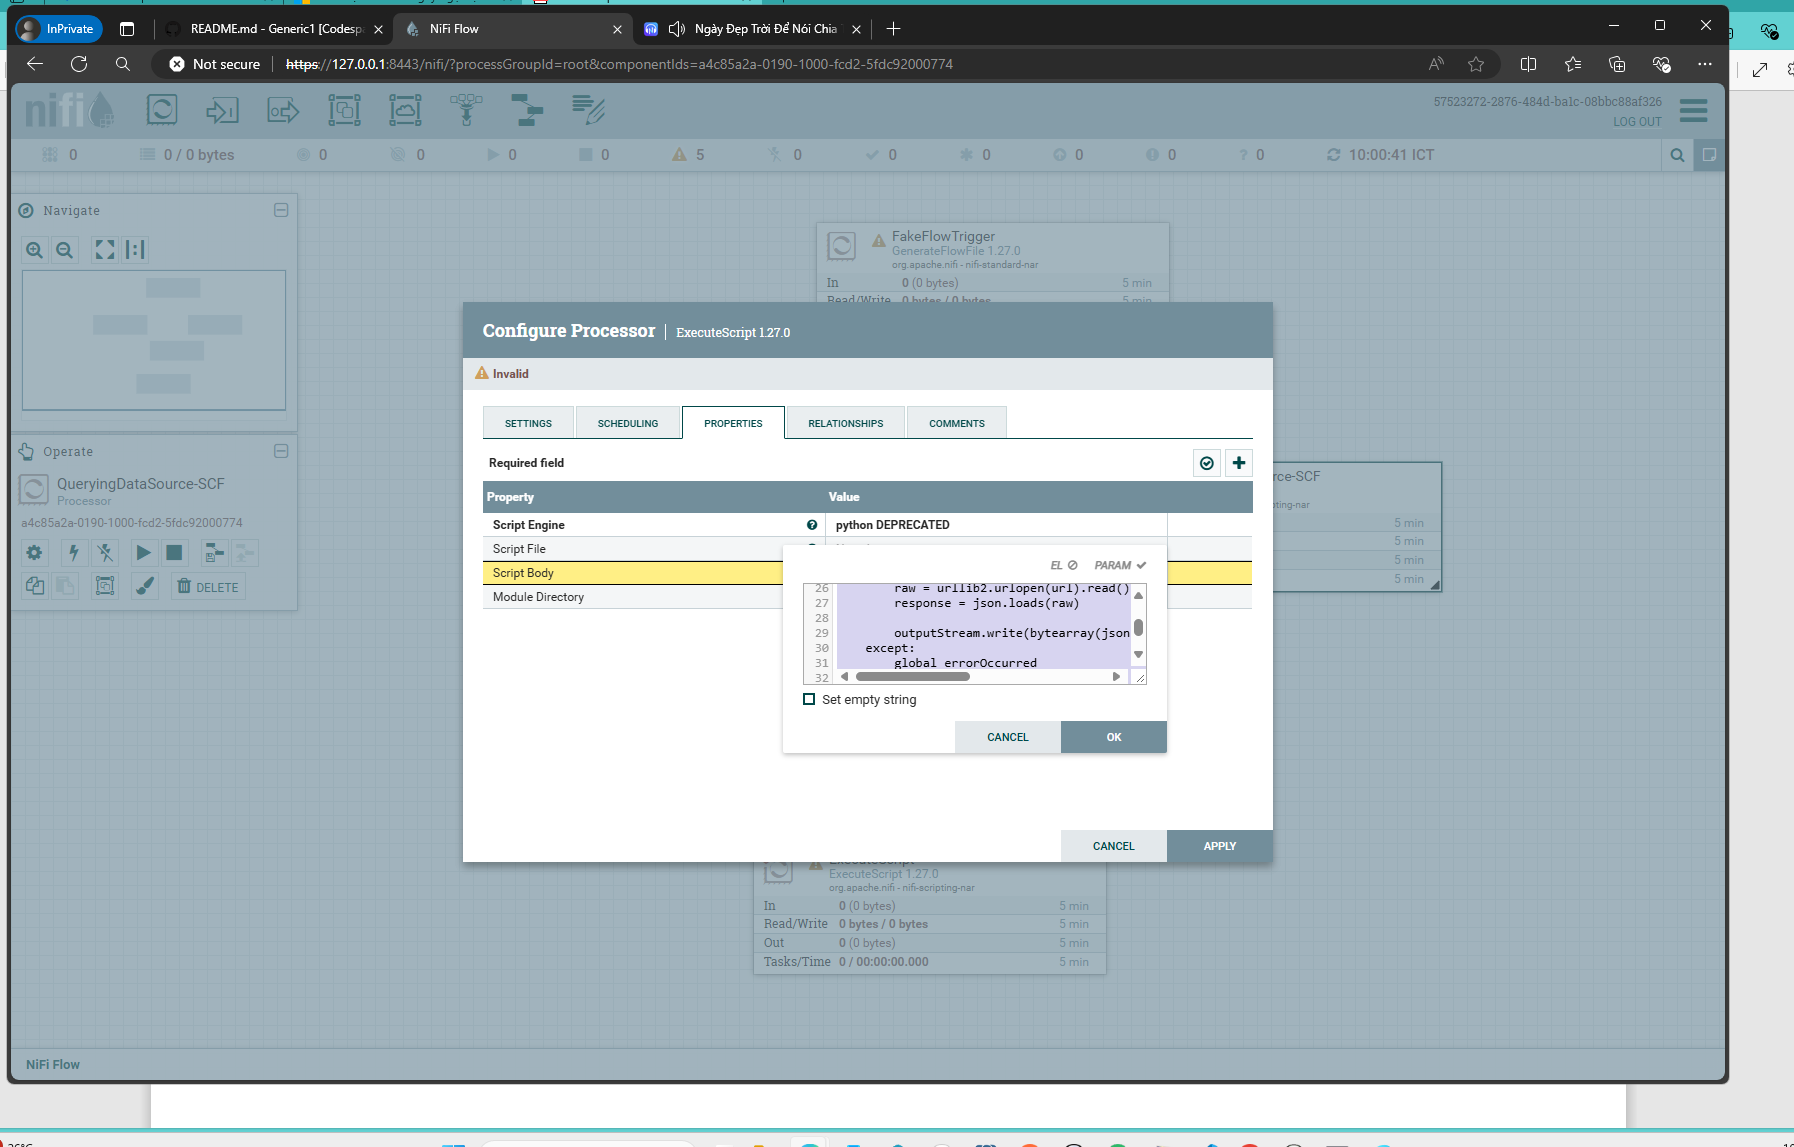 InPrivate
README.md - Generic1 [Codesp
NiFi Flow
Ngày Đẹp Trời Để Nói Chia
Not secure
https://127.0.0.1:8443/nifi/?processGroupId=root&componentIds=a4c85a2a-0190-1000-fcd2-5fdc92000774
nifi
57523272-2876-484d-ba1c-08bbc88af326
LOG OUT
0
0 / 0 bytes
0
0
0
0
5
0
0
0
0
0
0
10:00:41 ICT
Navigate
Operate
QueryingDataSource-SCF
Processor
a4c85a2a-0190-1000-fcd2-5fdc92000774
DELETE
FakeFlowTrigger
GenerateFlowFile 1.27.0
org.apache.nifi - nifi-standard-nar
In 0 (0 bytes) 5 min
Read/Write 0 bytes / 0 bytes 5 min
Configure Processor | ExecuteScript 1.27.0
Invalid
SETTINGS
SCHEDULING
PROPERTIES
RELATIONSHIPS
COMMENTS
Required field
Property Value
Script Engine python DEPRECATED
Script File
Script Body
Module Directory
EL PARAM
26 raw = urllib2.urlopen(url).read()
27 response = json.loads(raw)
28
29 outputStream.write(bytearray(json
30 except:
31 global errorOccurred
32
Set empty string
CANCEL
OK
CANCEL
APPLY
rce-SCF
ting-nar
5 min
5 min
5 min
5 min
ExecuteScript
ExecuteScript 1.27.0
org.apache.nifi - nifi-scripting-nar
In 0 (0 bytes) 5 min
Read/Write 0 bytes / 0 bytes 5 min
Out 0 (0 bytes) 5 min
Tasks/Time 0 / 00:00:00.000 5 min
NiFi Flow